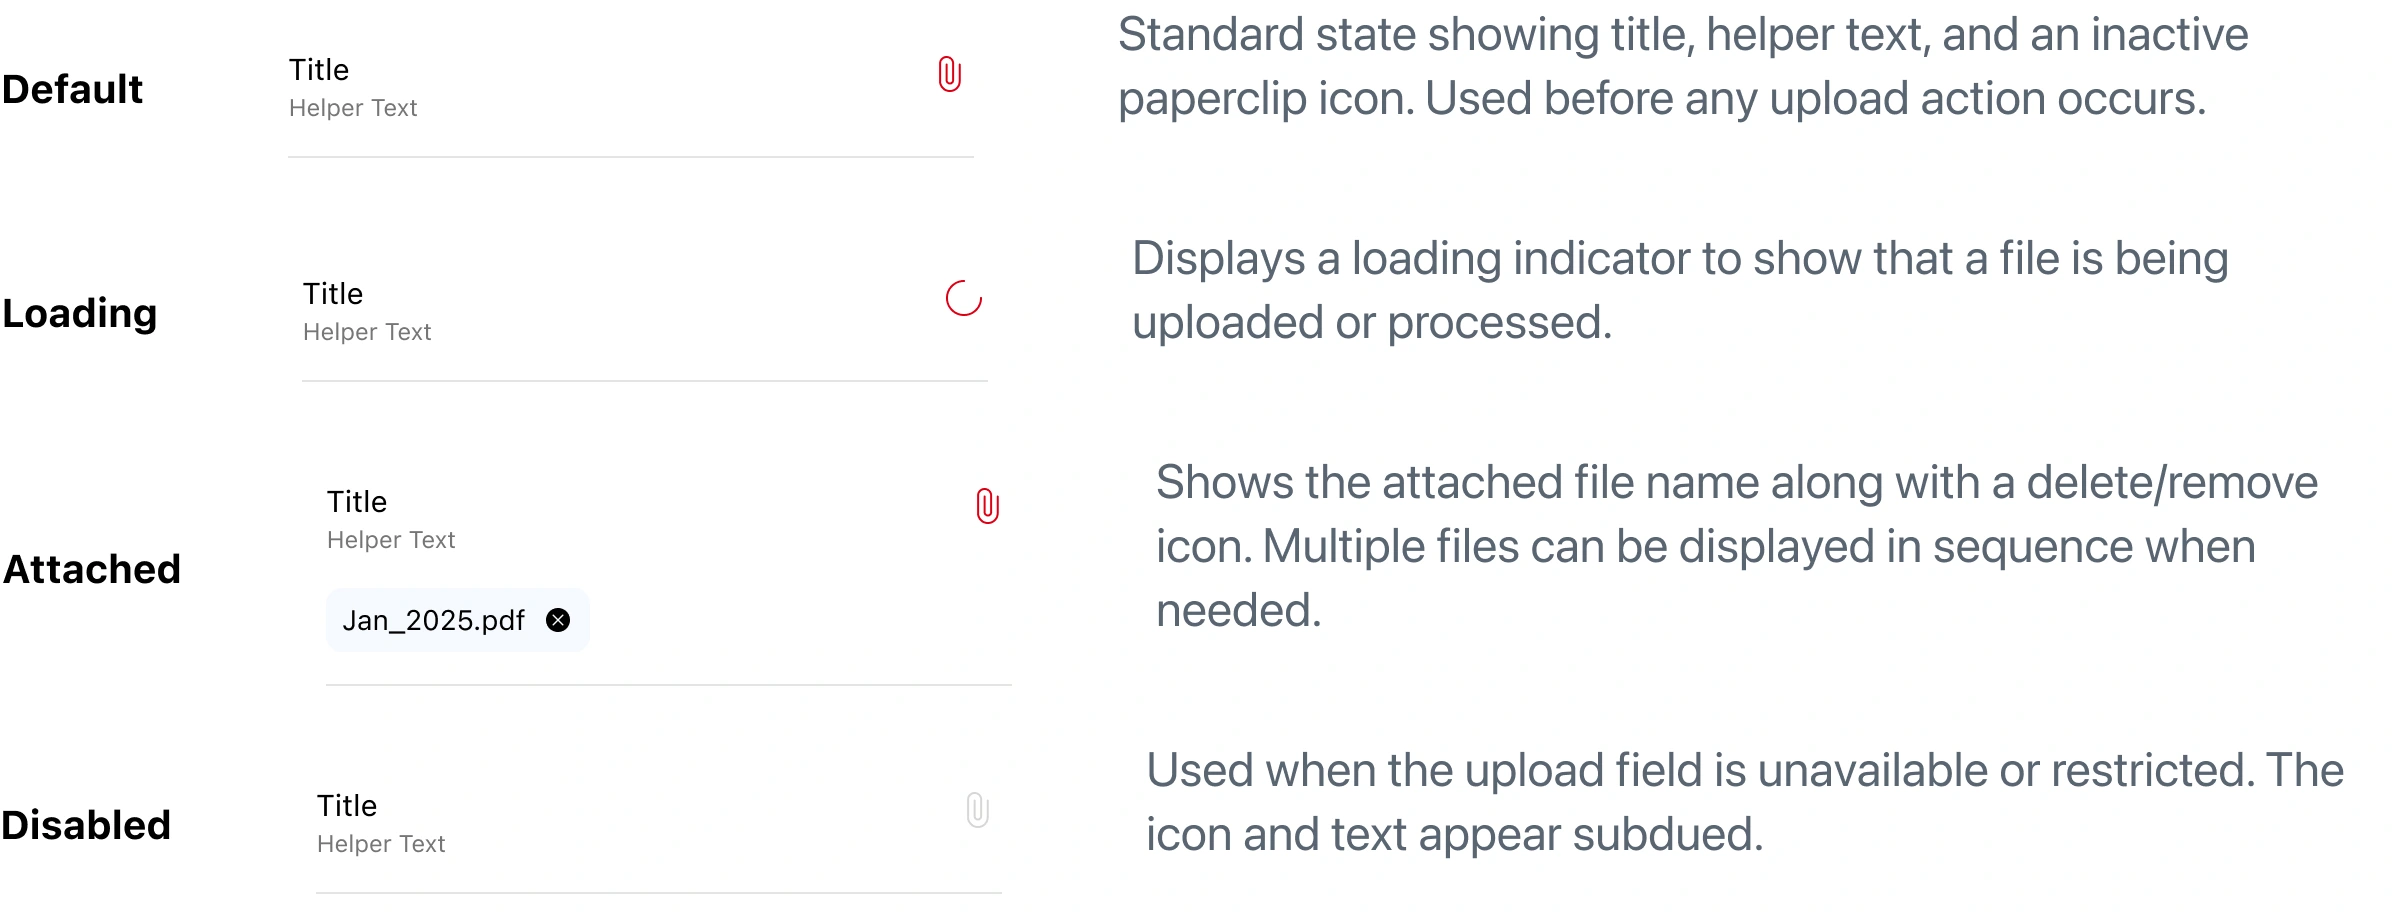 Default
Title
Helper Text
Standard state showing title, helper text, and an inactive
paperclip icon. Used before any upload action occurs.
Loading
Title
Helper Text
Displays a loading indicator to show that a file is being
uploaded or processed.
Attached
Title
Helper Text
Jan_2025.pdf
Shows the attached file name along with a delete/remove
icon. Multiple files can be displayed in sequence when
needed.
Disabled
Title
Helper Text
Used when the upload field is unavailable or restricted. The
icon and text appear subdued.